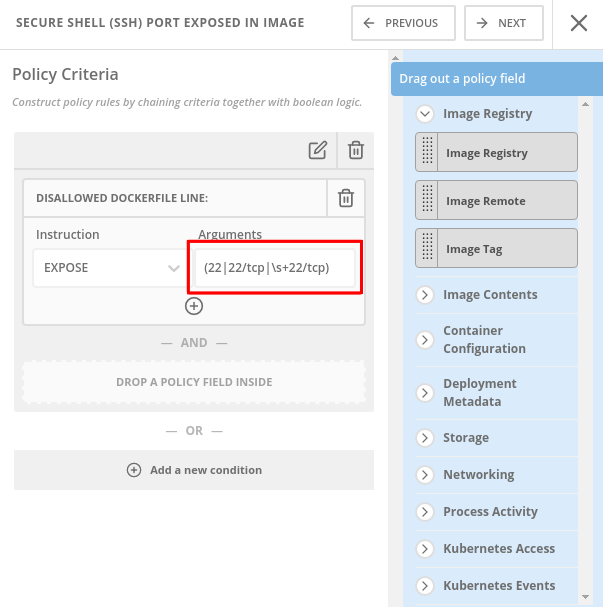 SECURE SHELL (SSH) PORT EXPOSED IN IMAGE
PREVIOUS
NEXT
Policy Criteria
Construct policy rules by chaining criteria together with boolean logic.
DISALLOWED DOCKERFILE LINE:
Instruction
Arguments
EXPOSE
(22|22/tcp|\s+22/tcp)
— AND —
DROP A POLICY FIELD INSIDE
— OR —
Add a new condition
Drag out a policy field
Image Registry
Image Registry
Image Remote
Image Tag
Image Contents
Container
Configuration
Deployment
Metadata
Storage
Networking
Process Activity
Kubernetes Access
Kubernetes Events